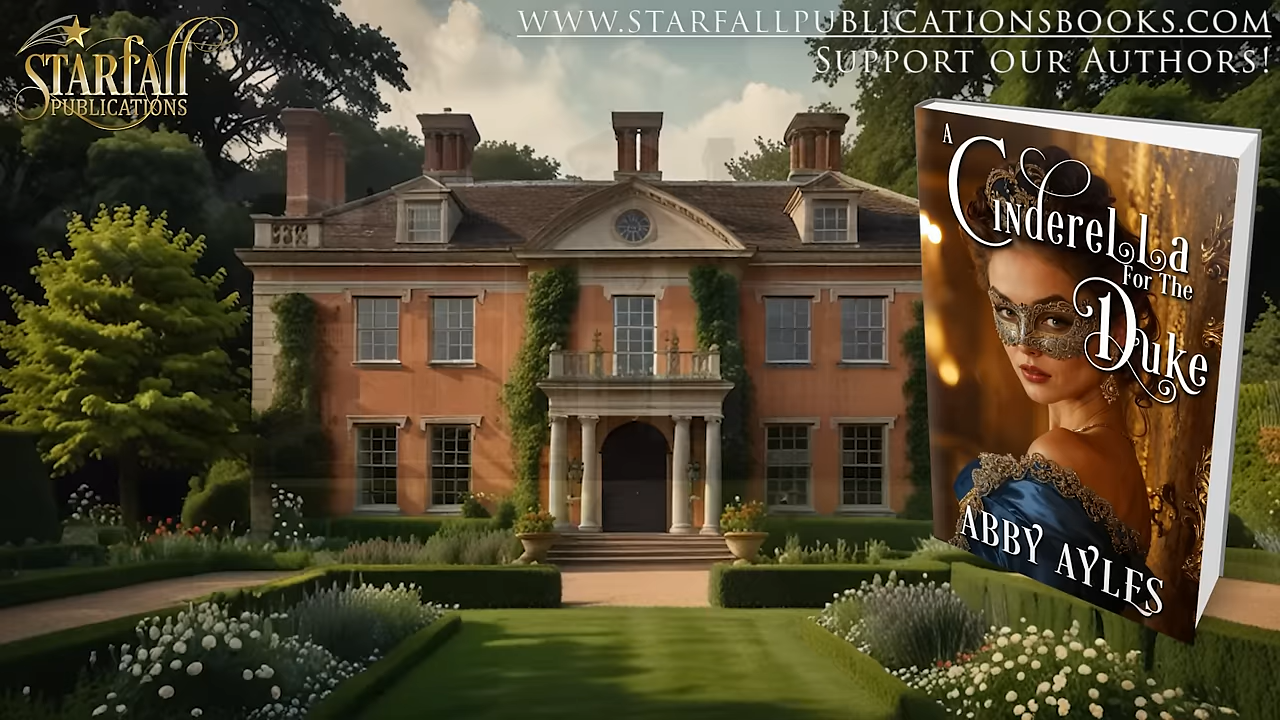 STARfall
PUBLICATIONS
WWW.STARFALLPUBLICATIONSBOOKS.COM
SUPPORT OUR AUTHORS!
A
CINDERELLA
FOR THE
DUKE
ABBY AYLES